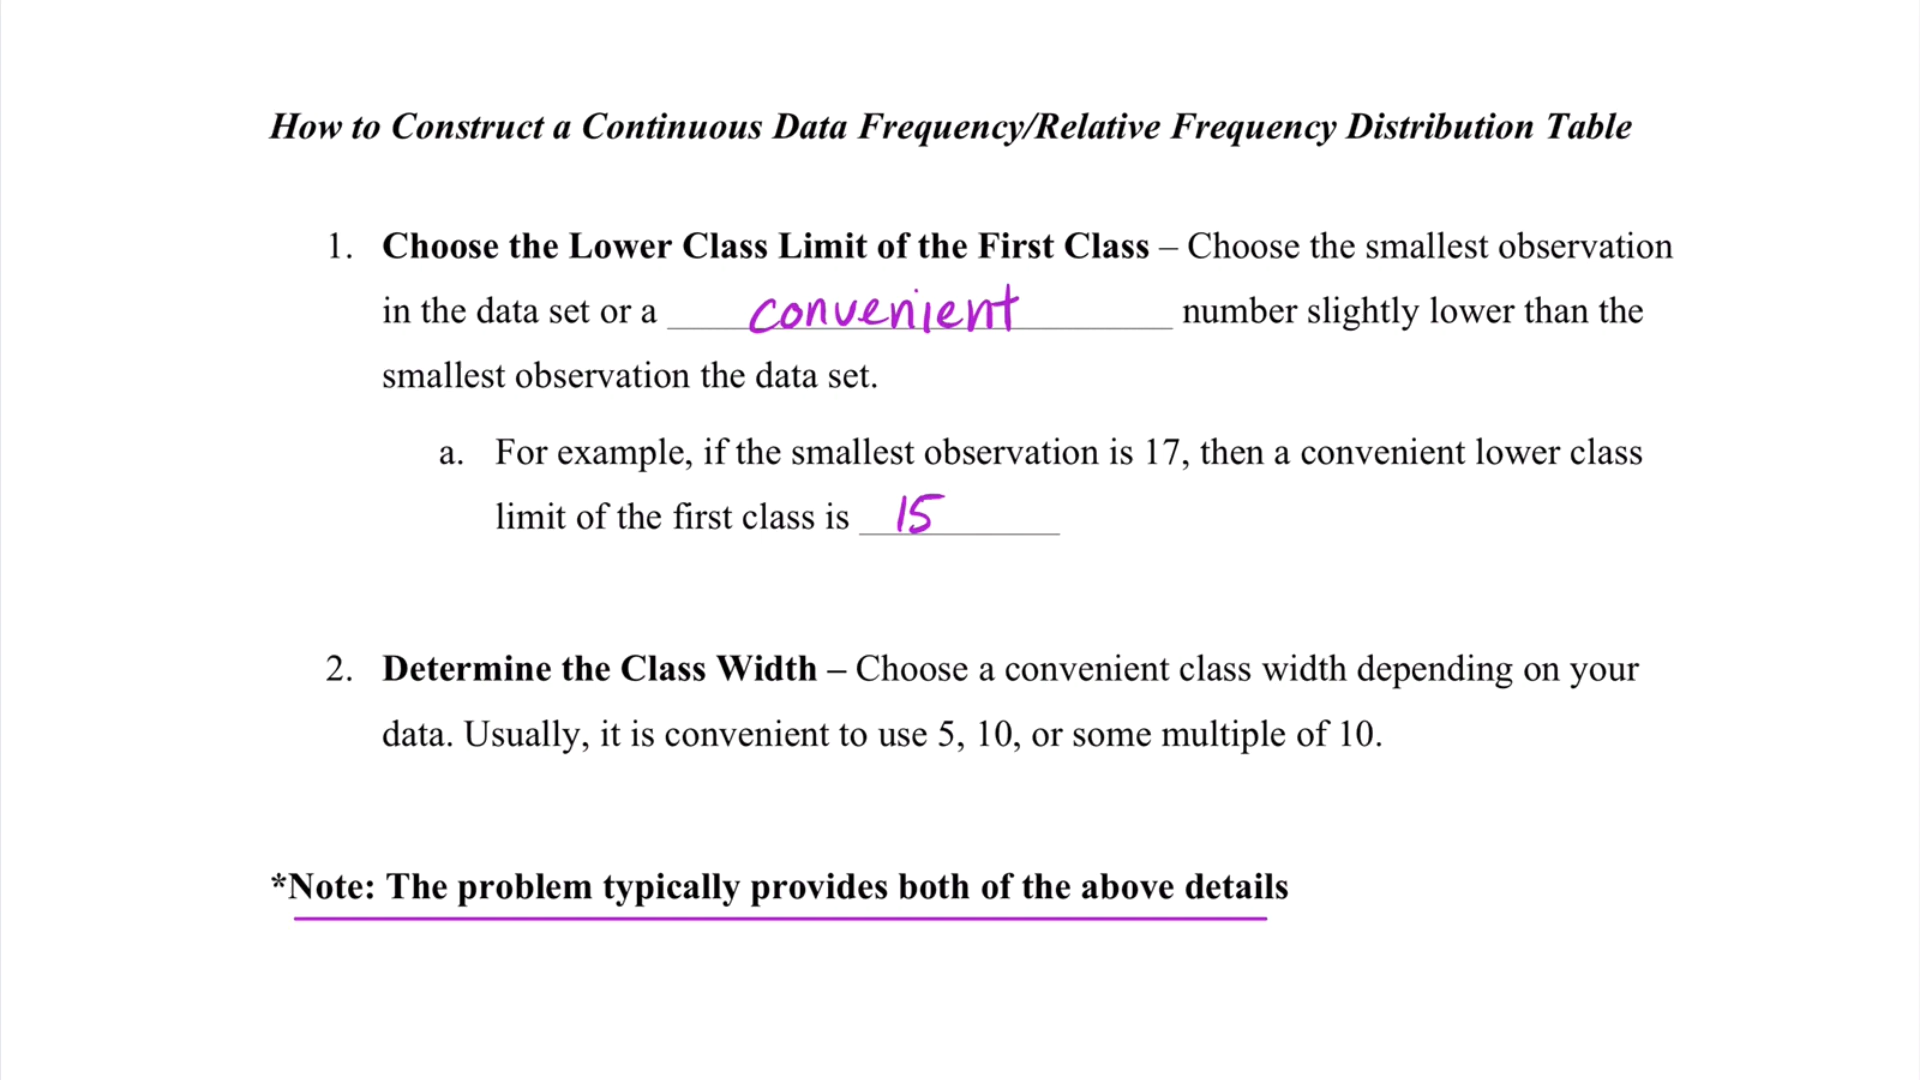 How to Construct a Continuous Data Frequency/Relative Frequency Distribution Table
1. Choose the Lower Class Limit of the First Class – Choose the smallest observation
in the data set or a convenient number slightly lower than the
smallest observation the data set.
a. For example, if the smallest observation is 17, then a convenient lower class
limit of the first class is 15
2. Determine the Class Width – Choose a convenient class width depending on your
data. Usually, it is convenient to use 5, 10, or some multiple of 10.
*Note: The problem typically provides both of the above details